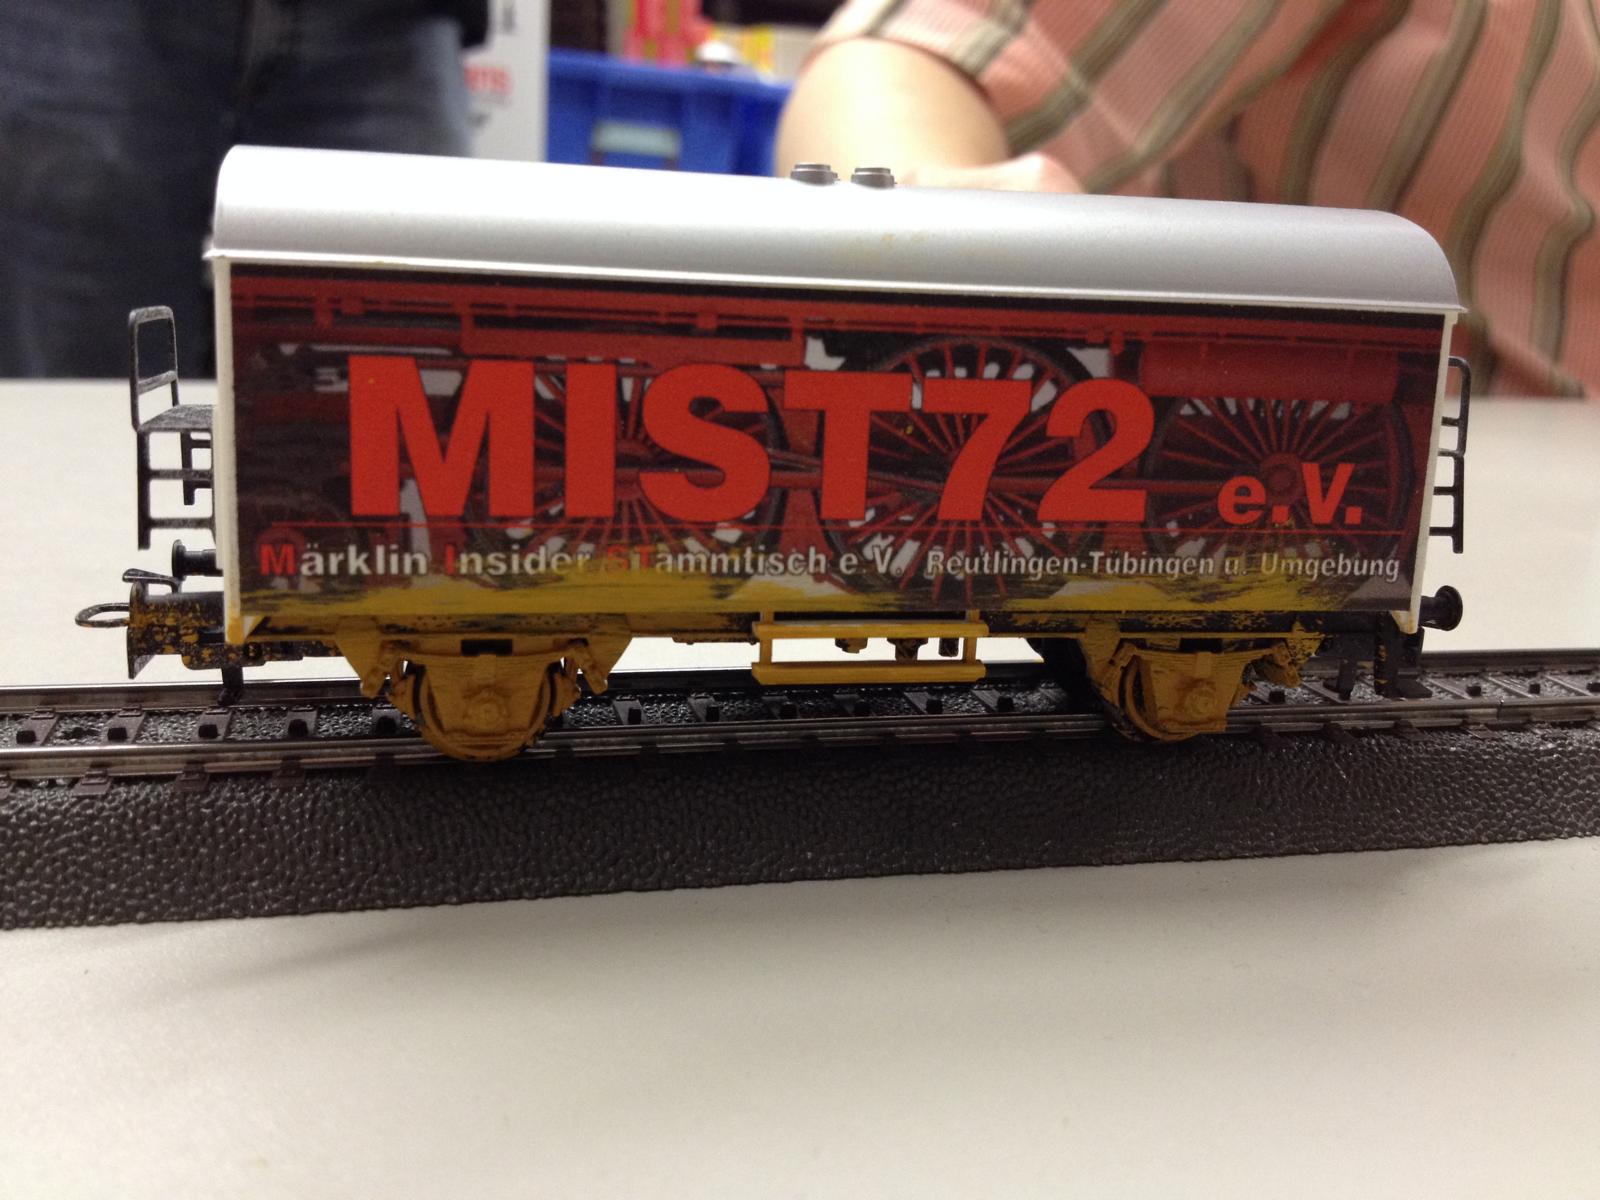 MIST72 e.V.
Märklin Insider STammtisch e.V. Reutlingen-Tübingen u. Umgebung